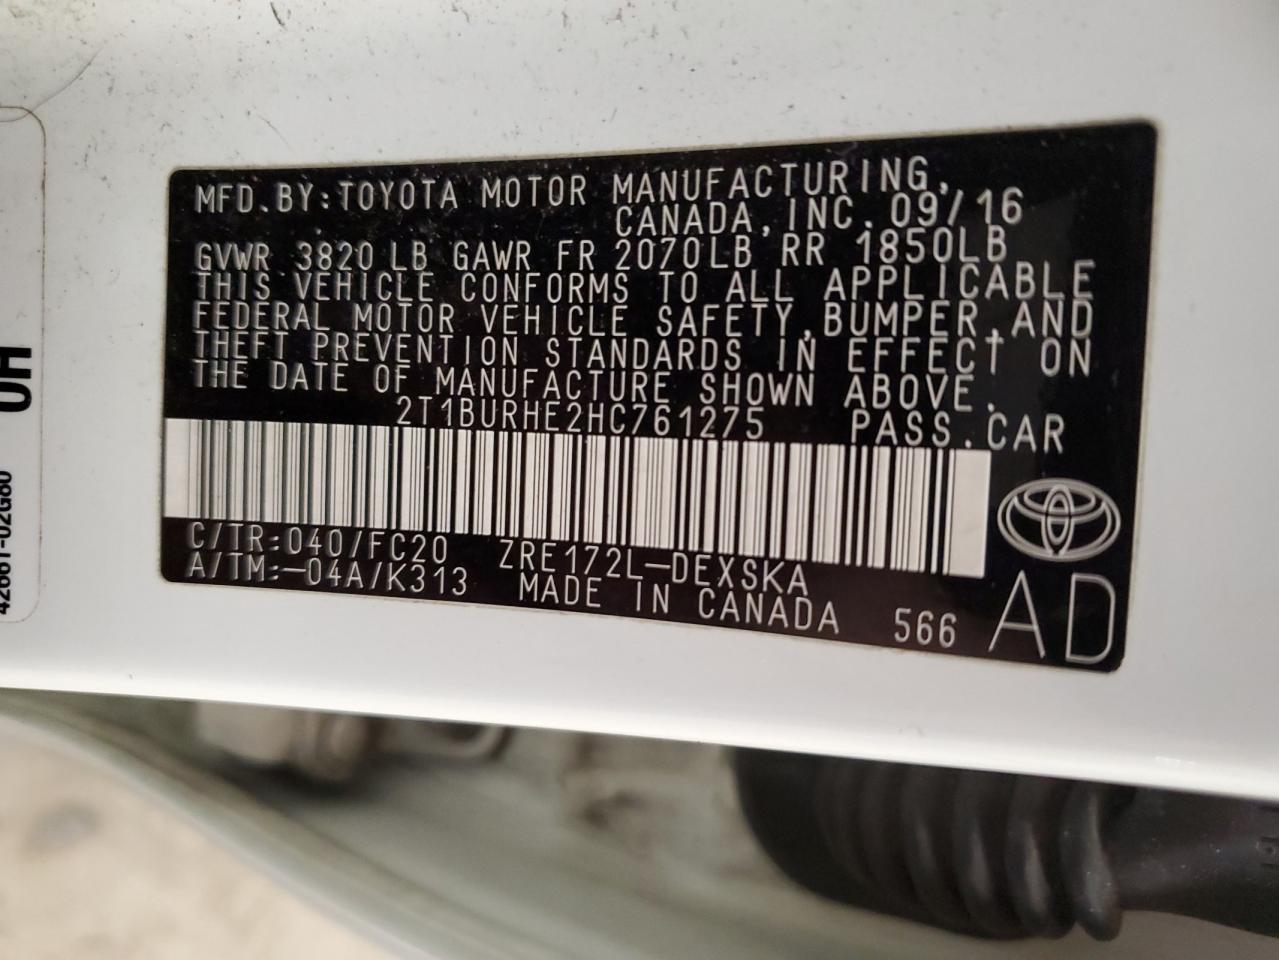 MFD.BY:TOYOTA MOTOR MANUFACTURING,
CANADA,INC. 09/16
GVWR 3820 LB GAWR FR 2070LB RR 1850LB
THIS VEHICLE CONFORMS TO ALL APPLICABLE
FEDERAL MOTOR VEHICLE SAFETY,BUMPER,AND
THEFT PREVENTION STANDARDS IN EFFECT ON
THE DATE OF MANUFACTURE SHOWN ABOVE.
2T1BURHE2HC761275 PASS.CAR
C/TR:040/FC20 ZRE172L-DEXSKA
A/TM:-04A/K313 MADE IN CANADA 566
AD
42661-02G80